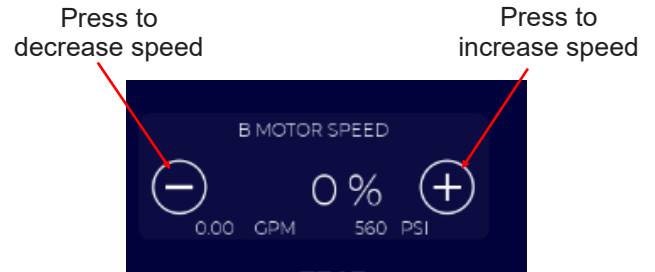 Press to
decrease speed
Press to
increase speed
B MOTOR SPEED
0 %
0.00 GPM 560 PSI